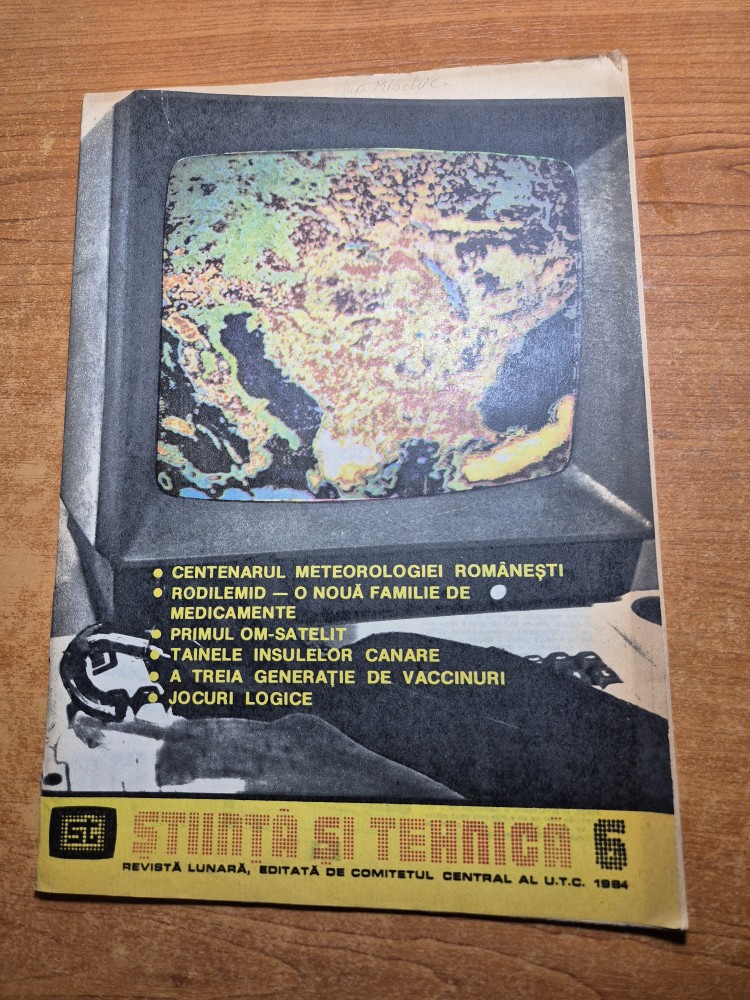 Mioduc.
• CENTENARUL METEOROLOGIEI ROMÂNEȘTI
• RODILEMID — O NOUĂ FAMILIE DE
MEDICAMENTE
• PRIMUL OM-SATELIT
• TAINELE INSULELOR CANARE
• A TREIA GENERAȚIE DE VACCINURI
• JOCURI LOGICE
ȘTIINȚĂ ȘI TEHNICĂ 6
REVISTĂ LUNARĂ, EDITATĂ DE COMITETUL CENTRAL AL U.T.C. 1984